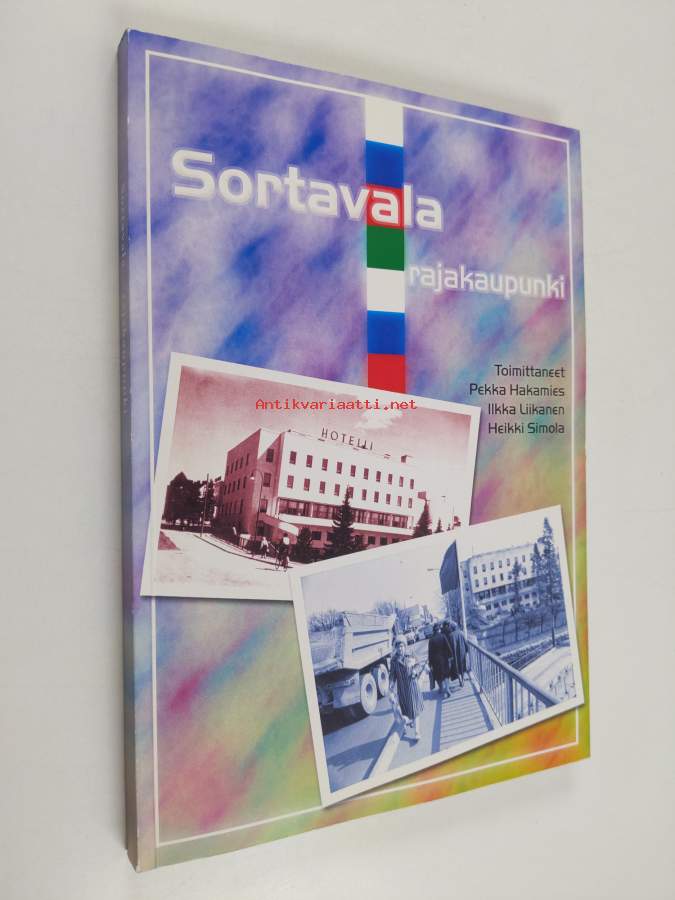 Sortavala
rajakaupunki
Toimittaneet
Pekka Hakamies
Ilkka Liikanen
Heikki Simola
Antikvariaatti.net
HOTELLI